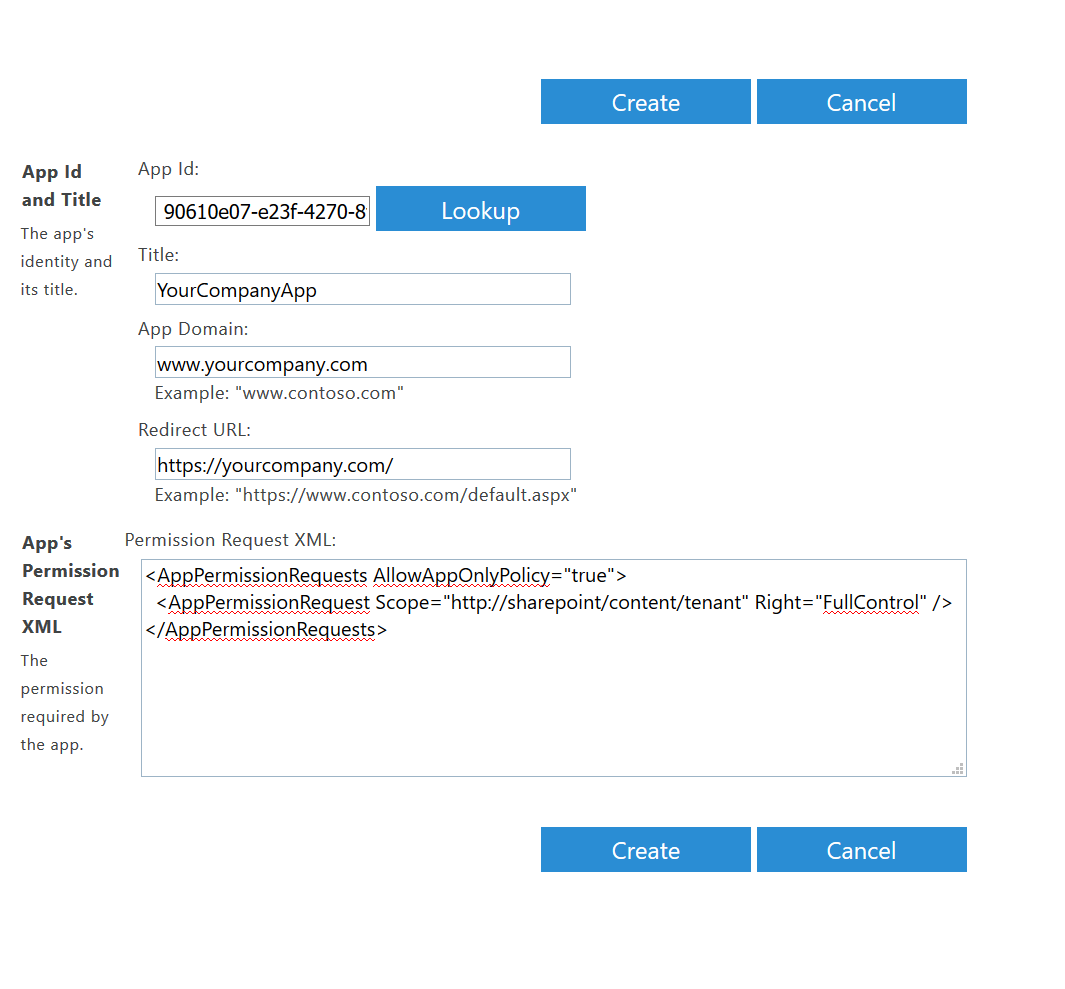 Create
Cancel
App Id
and Title
The app's
identity and
its title.
App Id:
90610e07-e23f-4270-8
Lookup
Title:
YourCompanyApp
App Domain:
www.yourcompany.com
Example: "www.contoso.com"
Redirect URL:
https://yourcompany.com/
Example: "https://www.contoso.com/default.aspx"
App's
Permission
Request
XML
The
permission
required by
the app.
Permission Request XML:
<AppPermissionRequests AllowAppOnlyPolicy="true">
  <AppPermissionRequest Scope="http://sharepoint/content/tenant" Right="FullControl" />
</AppPermissionRequests>
Create
Cancel